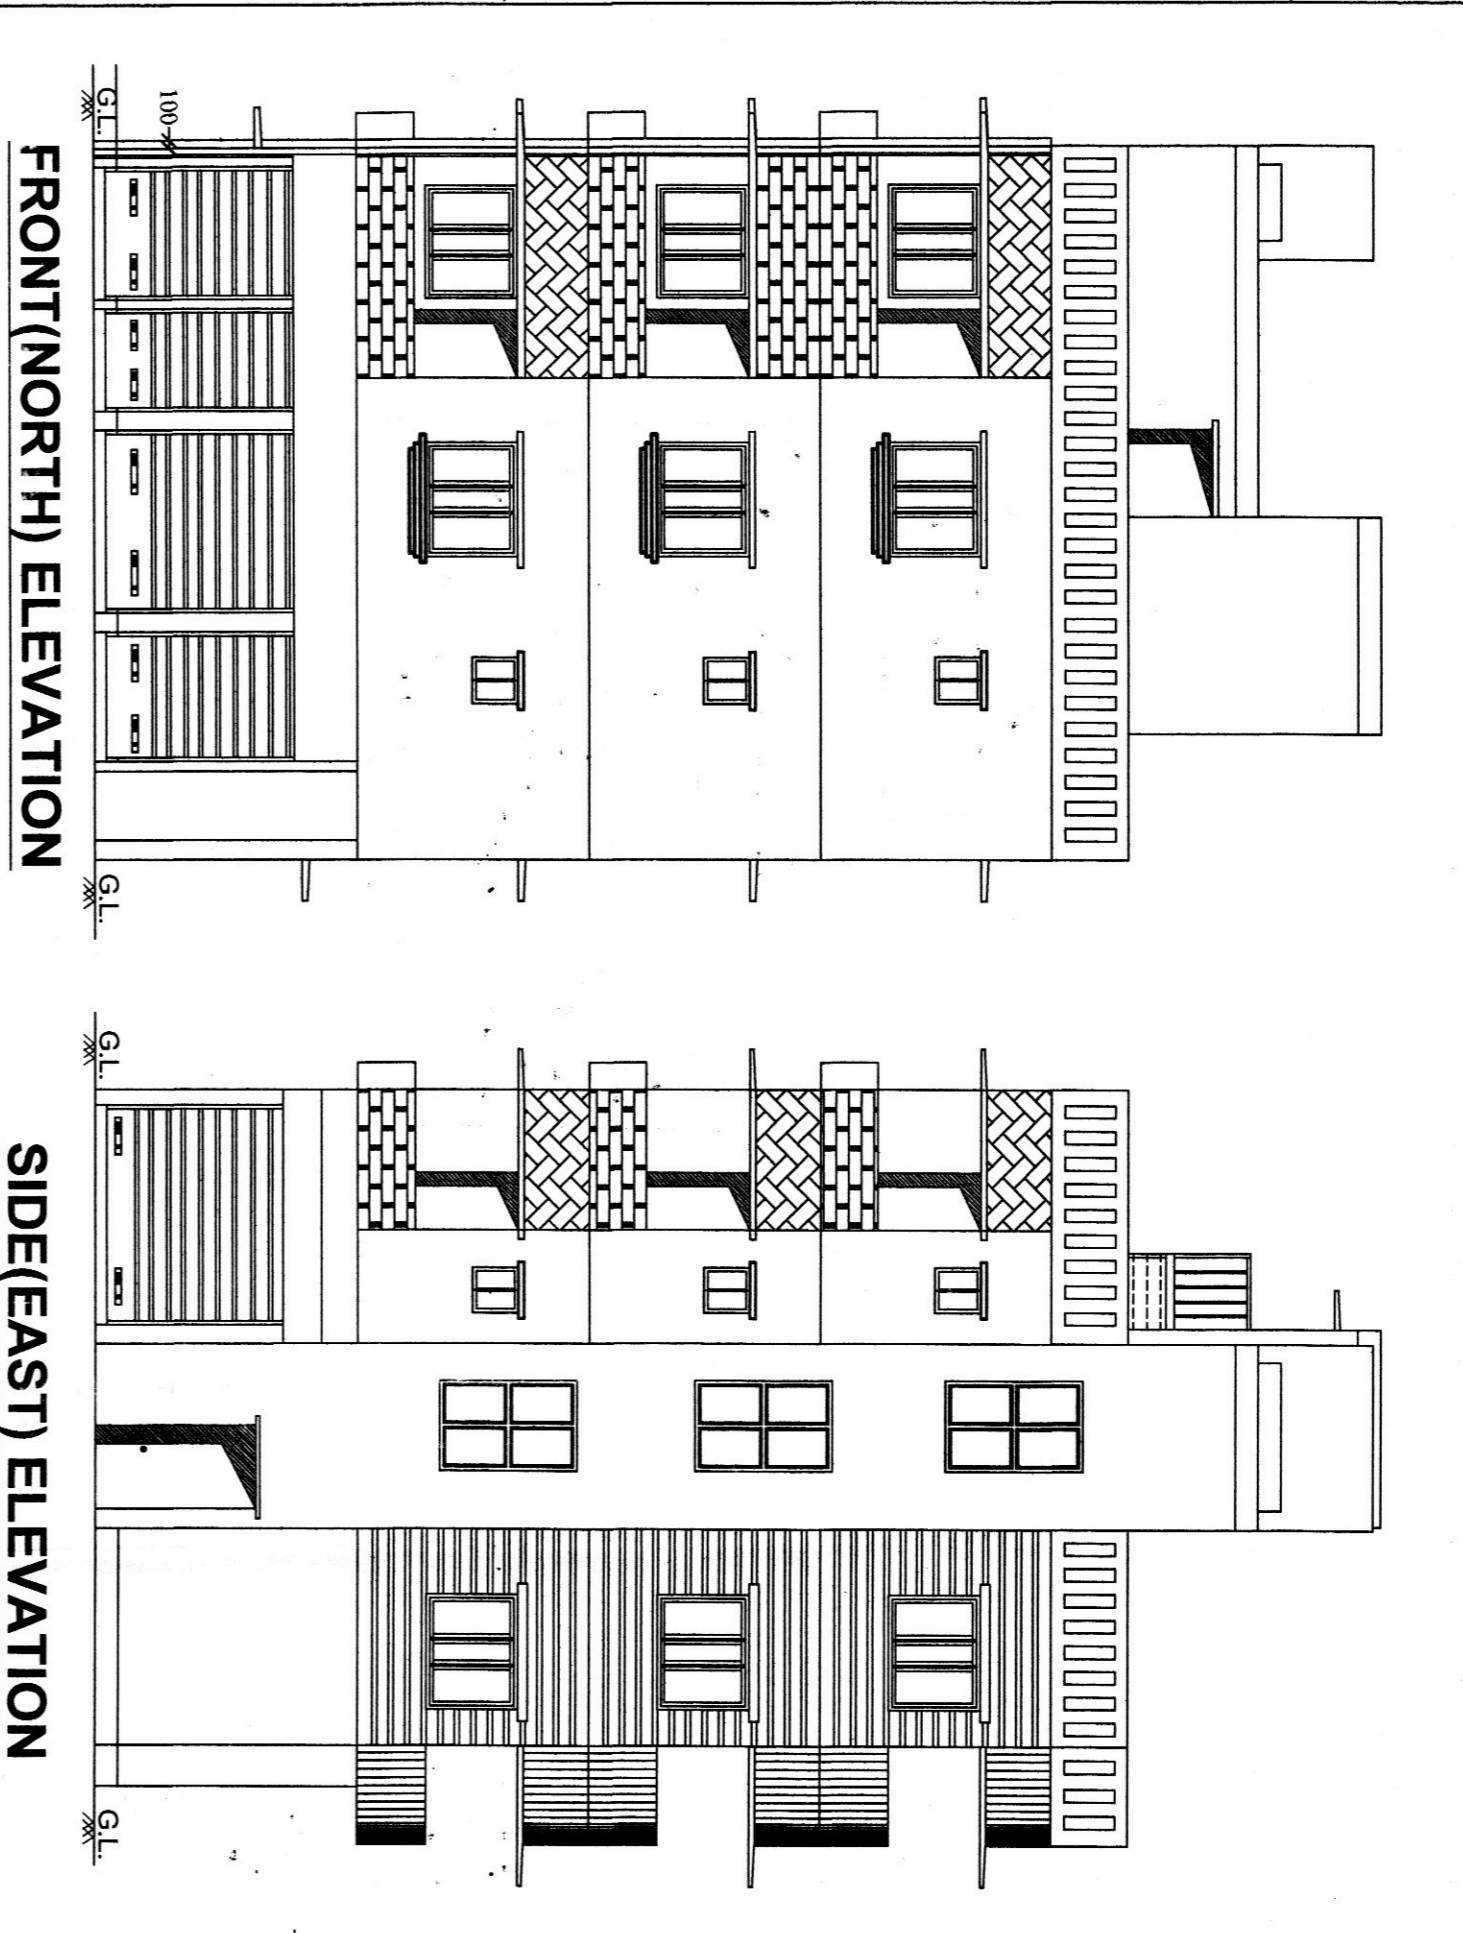 G.L.
100
G.L.
FRONT(NORTH) ELEVATION
G.L.
G.L.
SIDE(EAST) ELEVATION